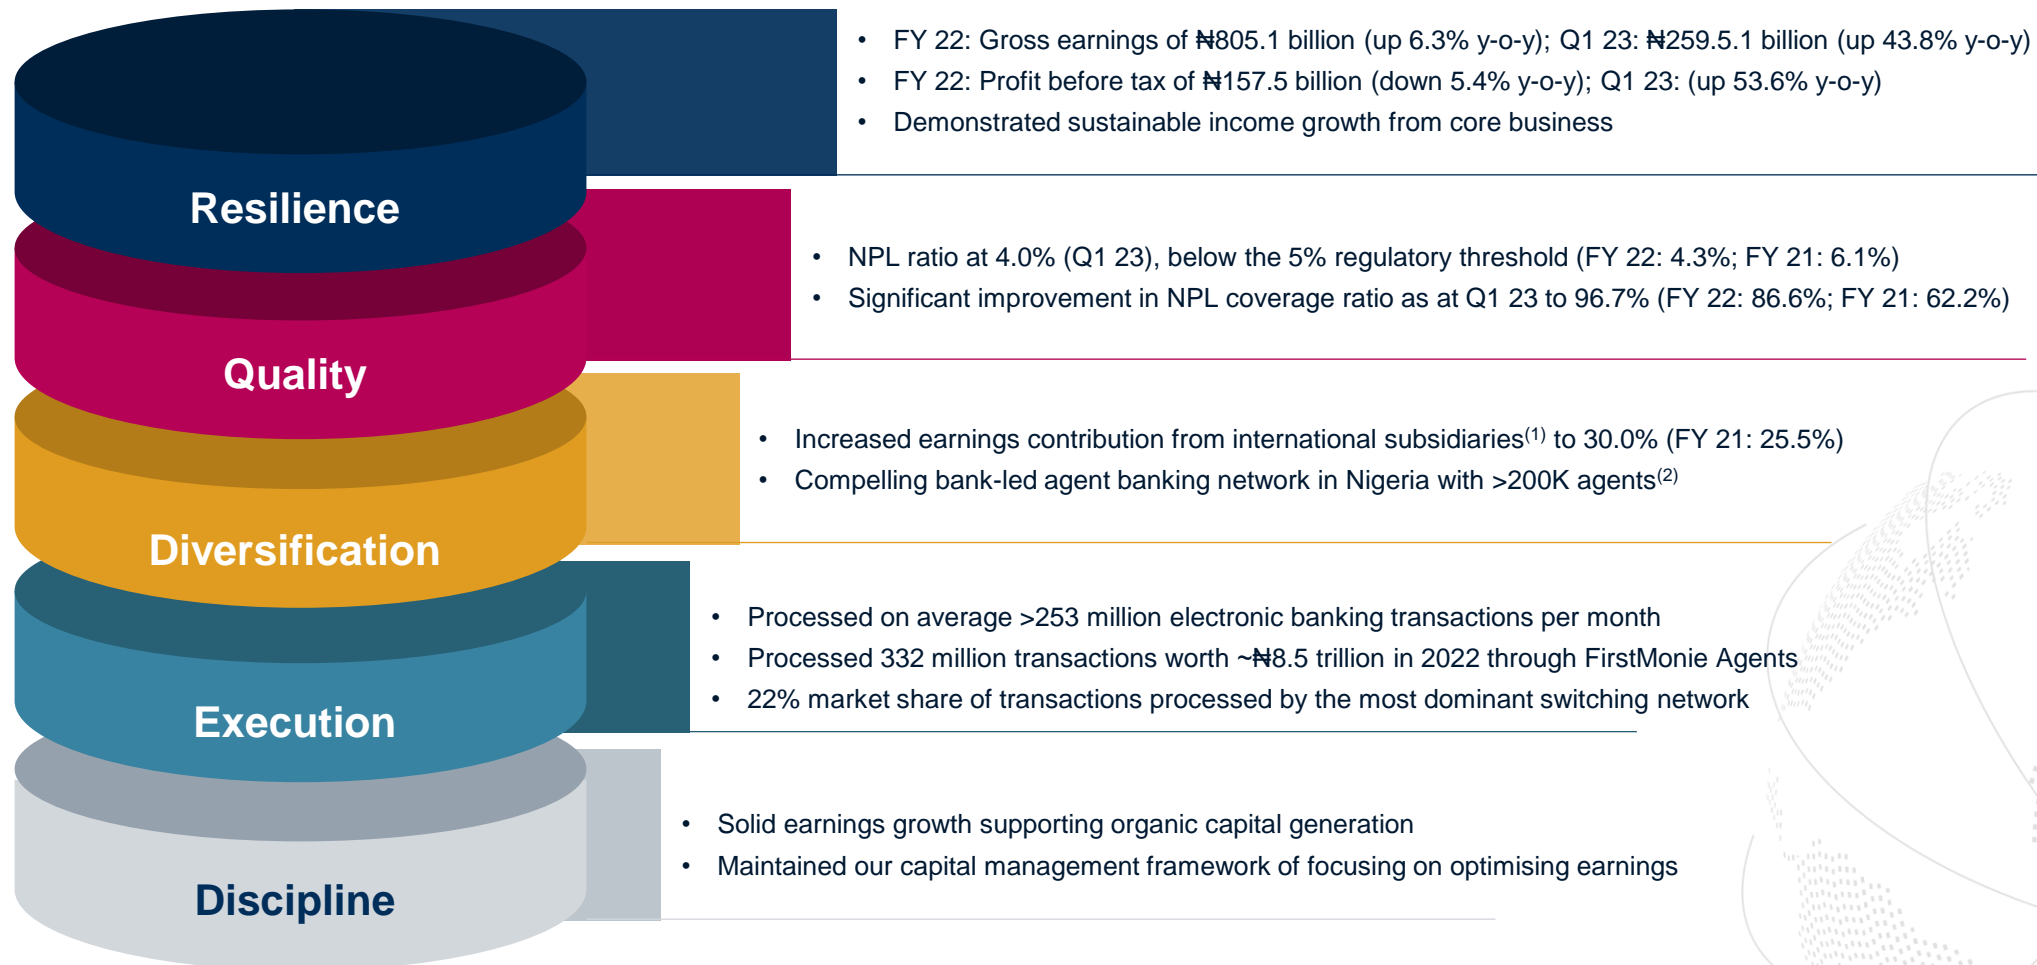 • FY 22: Gross earnings of ₦805.1 billion (up 6.3% y-o-y); Q1 23: ₦259.5.1 billion (up 43.8% y-o-y)
• FY 22: Profit before tax of ₦157.5 billion (down 5.4% y-o-y); Q1 23: (up 53.6% y-o-y)
• Demonstrated sustainable income growth from core business
Resilience
• NPL ratio at 4.0% (Q1 23), below the 5% regulatory threshold (FY 22: 4.3%; FY 21: 6.1%)
• Significant improvement in NPL coverage ratio as at Q1 23 to 96.7% (FY 22: 86.6%; FY 21: 62.2%)
Quality
• Increased earnings contribution from international subsidiaries(1) to 30.0% (FY 21: 25.5%)
• Compelling bank-led agent banking network in Nigeria with >200K agents(2)
Diversification
• Processed on average >253 million electronic banking transactions per month
• Processed 332 million transactions worth ~₦8.5 trillion in 2022 through FirstMonie Agents
• 22% market share of transactions processed by the most dominant switching network
Execution
• Solid earnings growth supporting organic capital generation
• Maintained our capital management framework of focusing on optimising earnings
Discipline